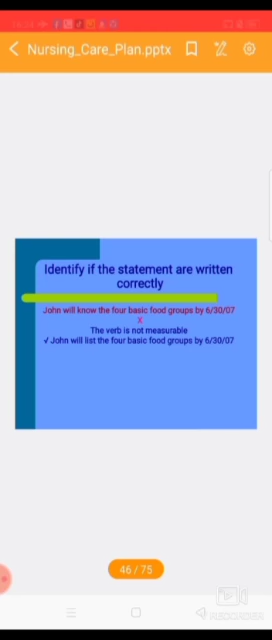 Nursing_Care_Plan.pptx
Identify if the statement are written
correctly
John will know the four basic food groups by 6/30/07
X
The verb is not measurable
√ John will list the four basic food groups by 6/30/07
46 / 75